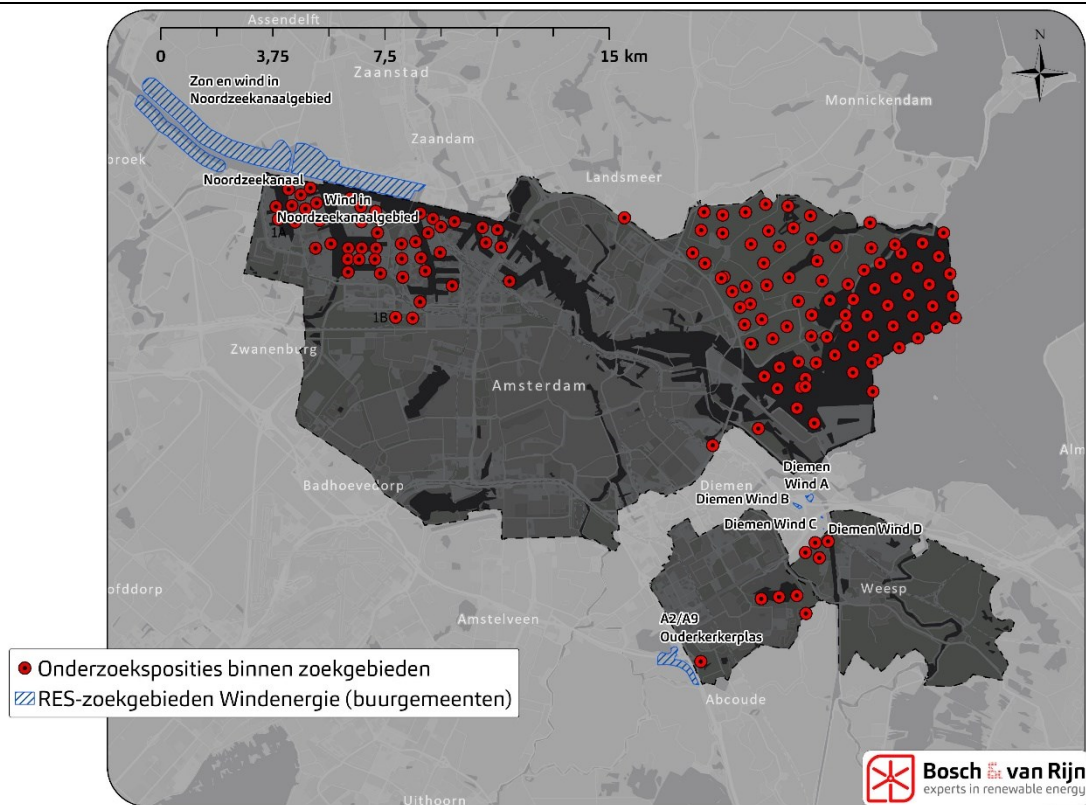 Assendelft
0 3,75 7,5 15 km
N
Zaanstad
Zon en wind in
Noordzeekanaalgebied
Monnickendam
Zaandam
broek
Landsmeer
Noordzeekanaal
Wind in
Noordzeekanaalgebied
1A
1B
Zwanenburg
Amsterdam
Alm
Diemen
Wind A
Badhoevedorp
Diemen
Diemen Wind B
Diemen Wind C
Diemen Wind D
ofddorp
Weesp
Amstelveen
A2/A9
Ouderkerkerplas
Onderzoeksposities binnen zoekgebieden
RES-zoekgebieden Windenergie (buurgemeenten)
Abcoude
Bosch & van Rijn
experts in renewable energy
Uithoorn